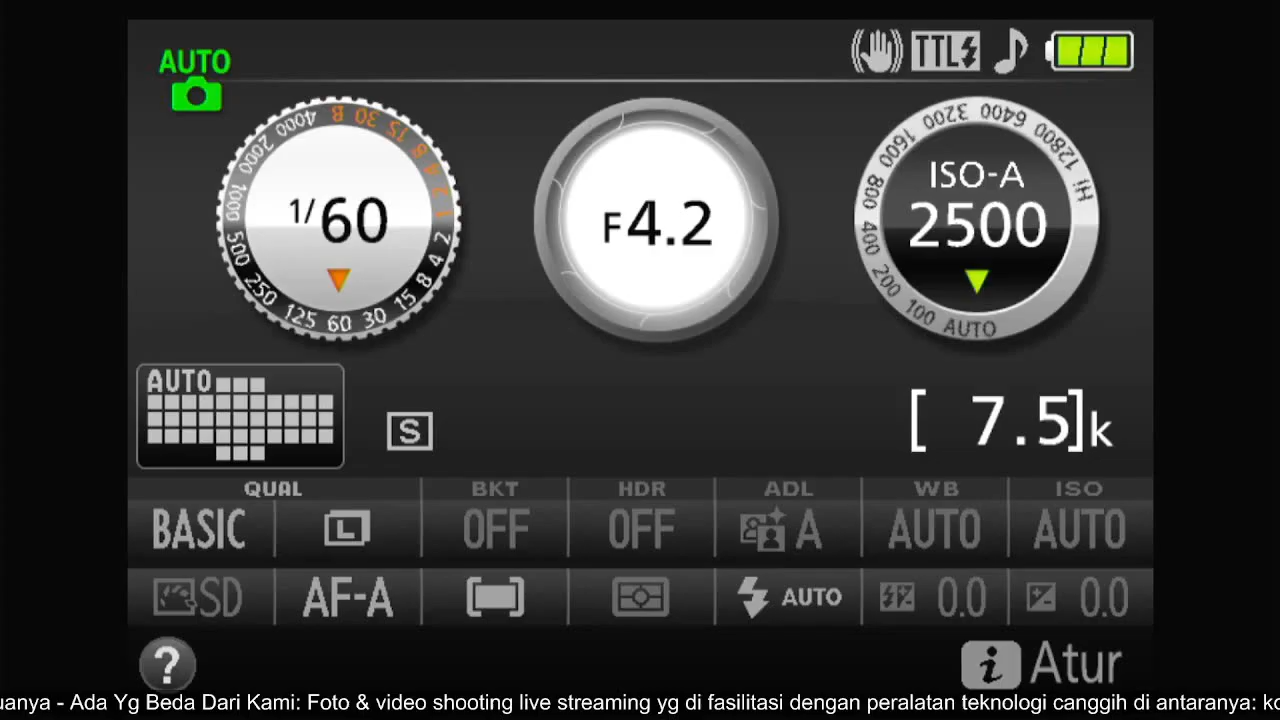 AUTO
TTL
4000 B 30 15 8 4 2 1
2000
1000
500
250
125 60 30 15 8 4 2
1/60
F4.2
1600 3200 6400 12800 Hi
800
400
200
100 AUTO
ISO-A
2500
AUTO
S
[ 7.5]k
QUAL BKT HDR ADL WB ISO
BASIC L OFF OFF A AUTO AUTO
SD AF-A AUTO 0.0 0.0
? i Atur
uanya - Ada Yg Beda Dari Kami: Foto & video shooting live streaming yg di fasilitasi dengan peralatan teknologi canggih di antaranya: